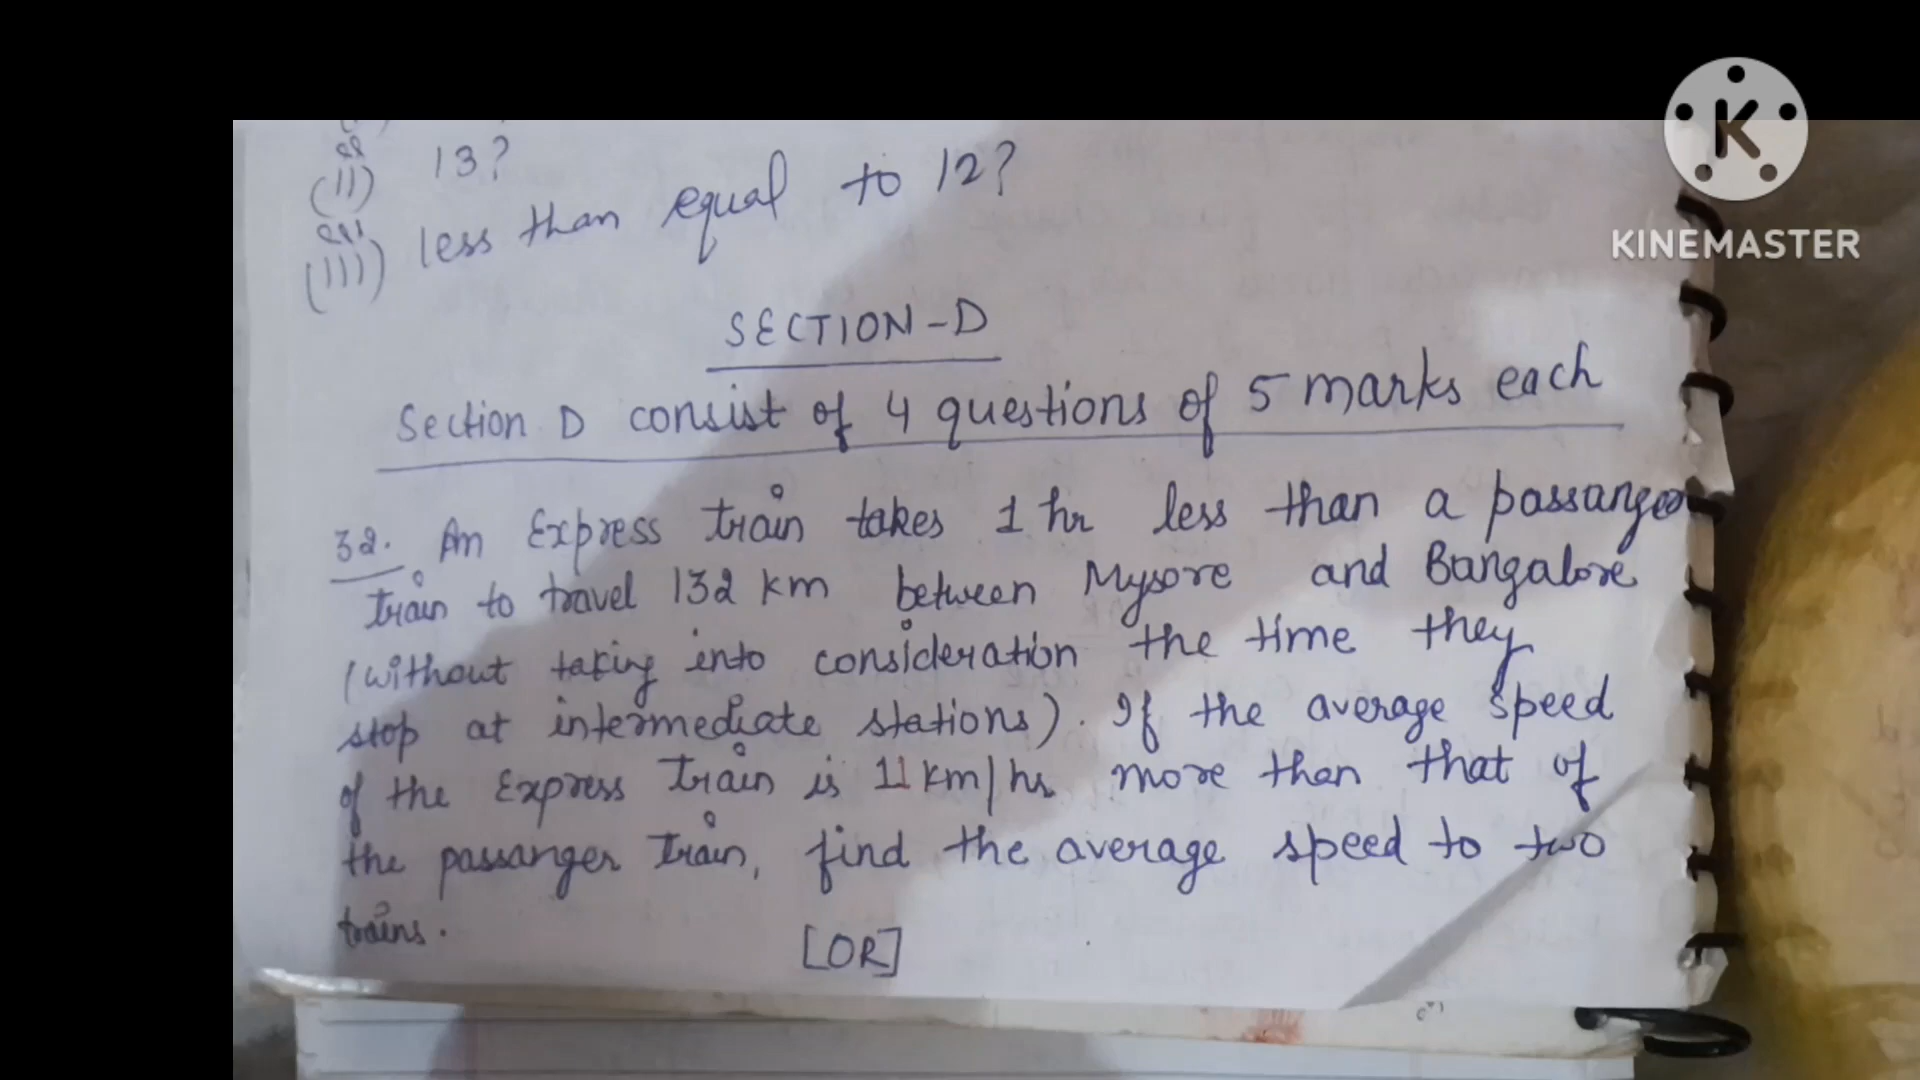 K
KINEMASTER
(ii) 13?
(iii) less than equal to 12?
SECTION-D
Section D consist of 4 questions of 5 marks each
32. An Express train takes 1 hr less than a passanger
train to travel 132 km between Mysore and Bangalore
(without taking into consideration the time they
stop at intermediate stations). If the average speed
of the Express train is 11 km/hr more than that of
the passanger train, find the average speed to two
trains.
[OR]